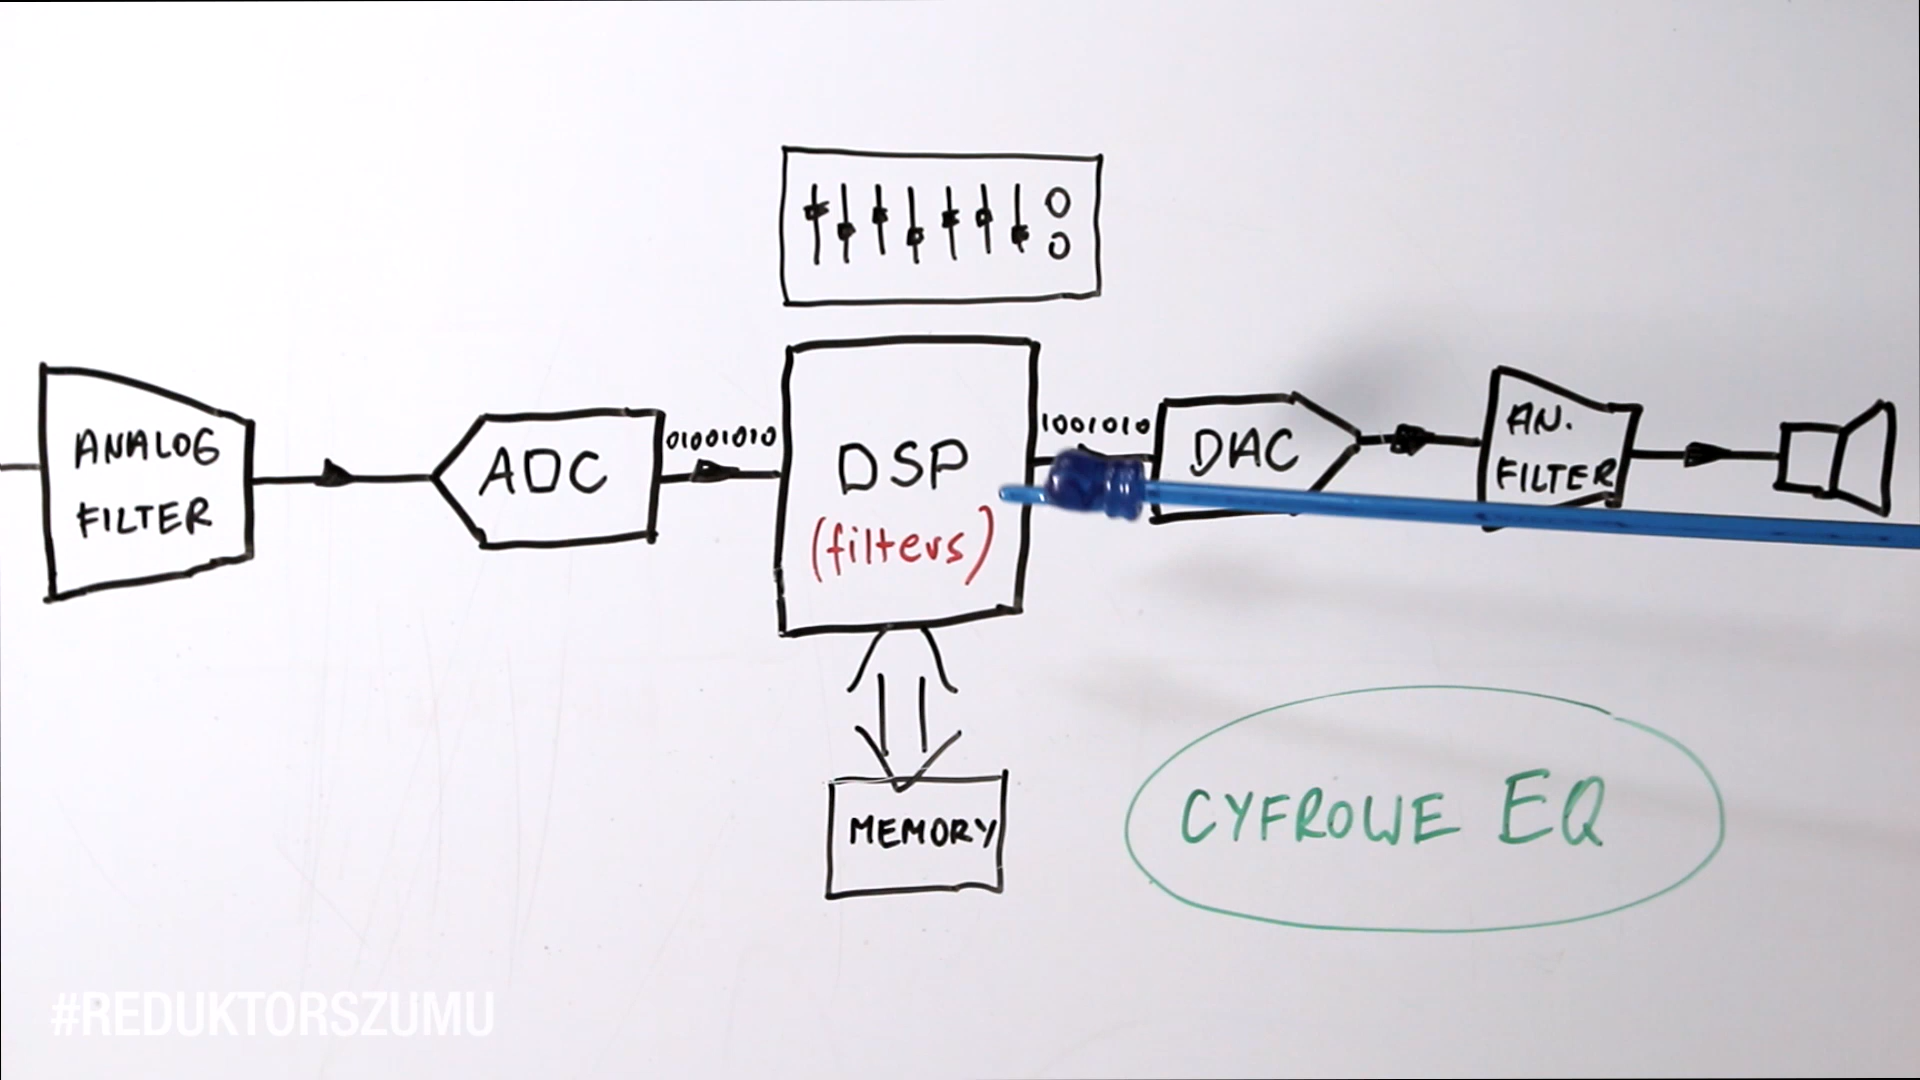 ANALOG
FILTER
ADC
01001010
DSP
(filters)
1001010
DAC
AN.
FILTER
MEMORY
CYFROWE EQ
#REDUKTORSZUMU